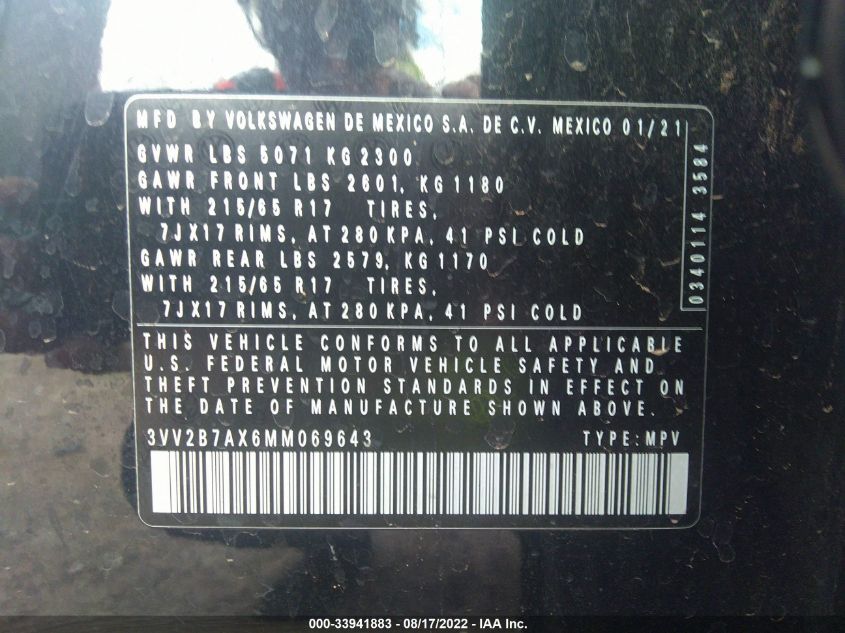 MFD BY VOLKSWAGEN DE MEXICO S.A. DE C.V. MEXICO 01/21
GVWR LBS 5071 KG 2300
GAWR FRONT LBS 2601, KG 1180
WITH 215/65 R17 TIRES,
7JX17 RIMS, AT 280 KPA, 41 PSI COLD
GAWR REAR LBS 2579, KG 1170
WITH 215/65 R17 TIRES,
7JX17 RIMS, AT 280 KPA, 41 PSI COLD
0340114 3584
THIS VEHICLE CONFORMS TO ALL APPLICABLE
U.S. FEDERAL MOTOR VEHICLE SAFETY AND
THEFT PREVENTION STANDARDS IN EFFECT ON
THE DATE OF MANUFACTURE SHOWN ABOVE.
3VV2B7AX6MM069643 TYPE: MPV
000-33941883 - 08/17/2022 - IAA Inc.